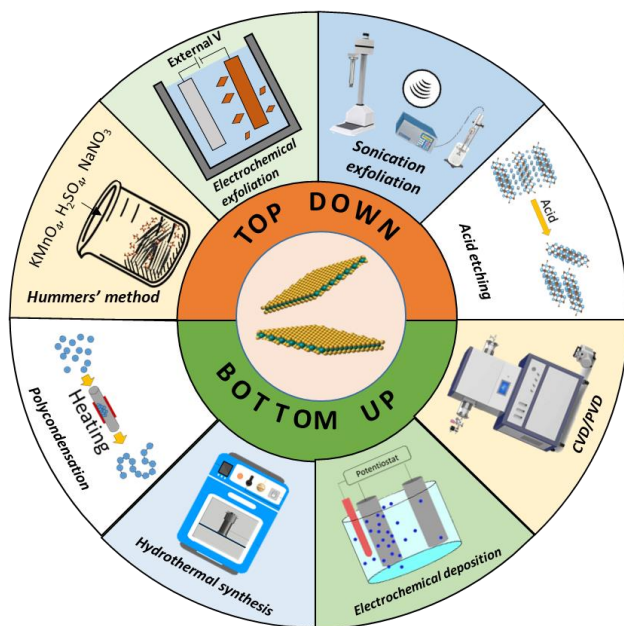 External V
Electrochemical
exfoliation
Sonication
exfoliation
KMnO₄, H₂SO₄, NaNO₃
Hummers' method
TOP DOWN
Acid
Acid etching
BOTTOM UP
Heating
Polycondensation
CVD/PVD
Hydrothermal synthesis
Potentiostat
Electrochemical deposition